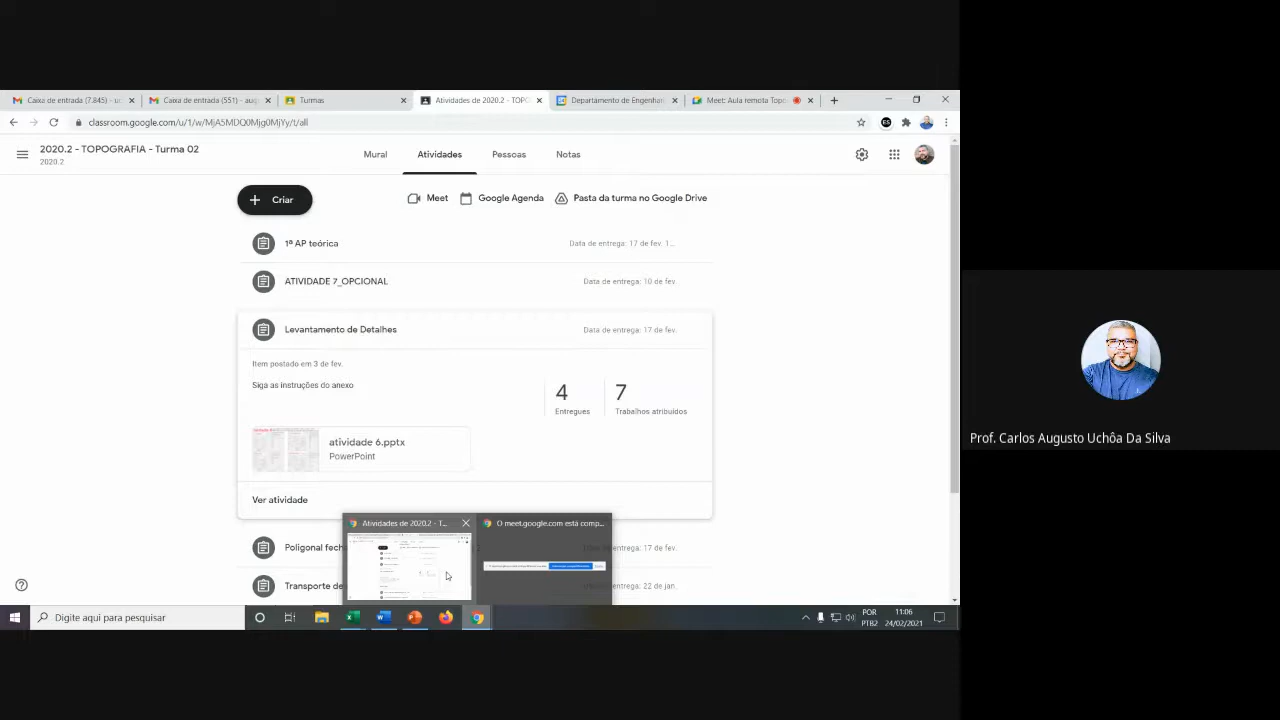 Caixa de entrada (7.845) - uc
Caixa de entrada (551) - aug
Turmas
Atividades de 2020.2 - TOPO
Departamento de Engenhari
Meet: Aula remota Topo
classroom.google.com/u/1/w/MjA5MDQ0Mjg0MjYy/t/all
2020.2 - TOPOGRAFIA - Turma 02
2020.2
Mural
Atividades
Pessoas
Notas
Criar
Meet
Google Agenda
Pasta da turma no Google Drive
1ª AP teórica
Data de entrega: 17 de fev. 1...
ATIVIDADE 7_OPCIONAL
Data de entrega: 10 de fev.
Levantamento de Detalhes
Data de entrega: 17 de fev.
Item postado em 3 de fev.
Siga as instruções do anexo
4
Entregues
7
Trabalhos atribuídos
atividade 6.pptx
PowerPoint
Ver atividade
Atividades de 2020.2 - T...
O meet.google.com está comp...
Poligonal fech
de fev.
Transporte de
22 de jan.
Digite aqui para pesquisar
POR
PTB2
11:06
24/02/2021
Prof. Carlos Augusto Uchôa Da Silva